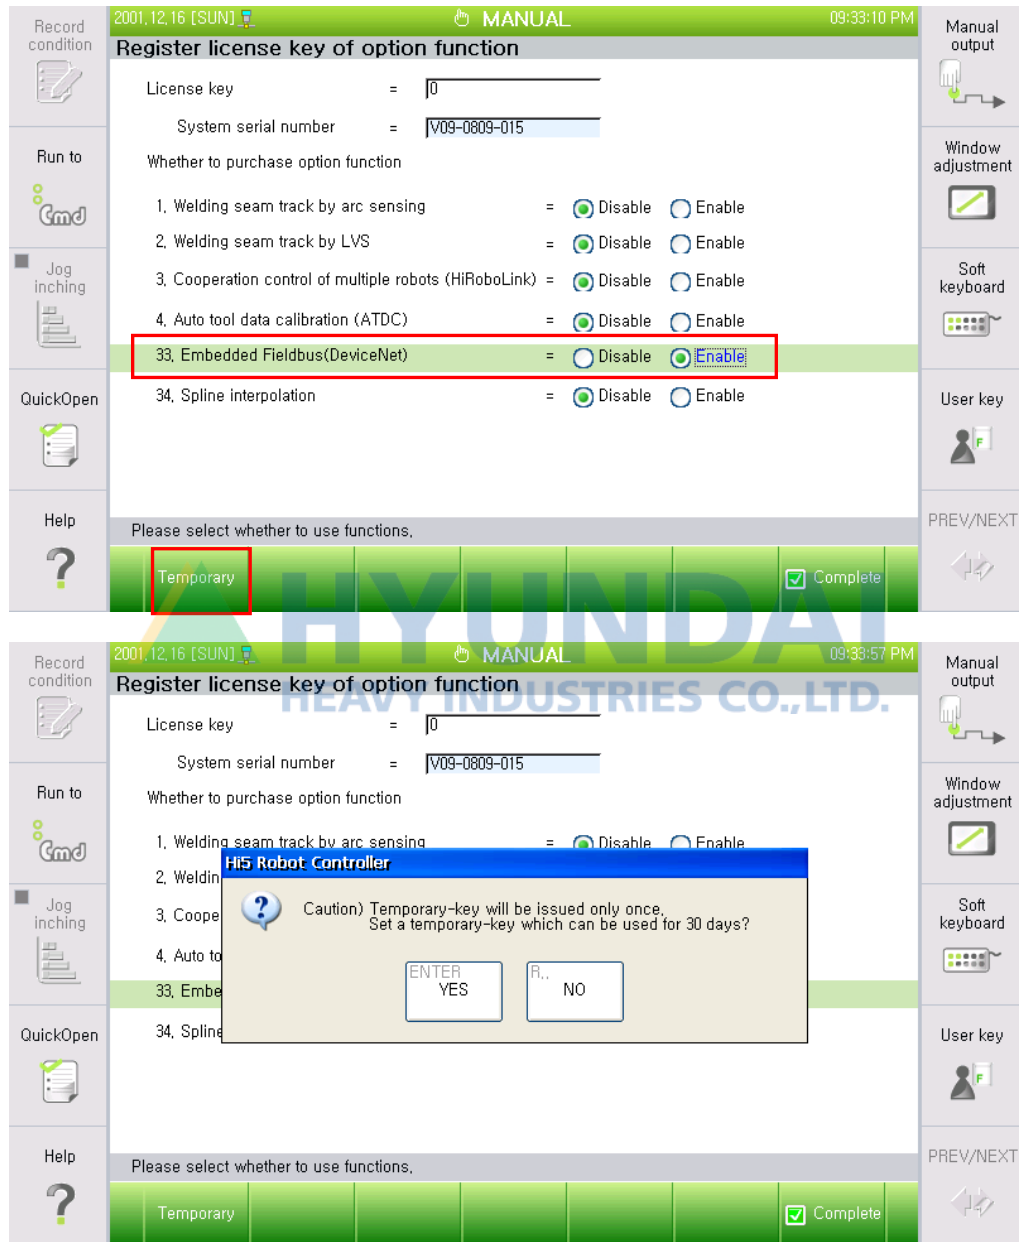 2001,12,16 [SUN] MANUAL 09:33:10 PM
Record condition
Register license key of option function
Manual output
License key = 0
System serial number = V09-0809-015
Run to
Cmd
Whether to purchase option function
Window adjustment
1, Welding seam track by arc sensing = Disable Enable
2, Welding seam track by LVS = Disable Enable
Jog inching
3, Cooperation control of multiple robots (HiRoboLink) = Disable Enable
Soft keyboard
4, Auto tool data calibration (ATDC) = Disable Enable
33, Embedded Fieldbus(DeviceNet) = Disable Enable
QuickOpen
34, Spline interpolation = Disable Enable
User key
F
Help
Please select whether to use functions,
PREV/NEXT
Temporary Complete
HYUNDAI
HEAVY INDUSTRIES CO.,LTD.
2001,12,16 [SUN] MANUAL 09:33:57 PM
Record condition
Register license key of option function
Manual output
License key = 0
System serial number = V09-0809-015
Run to
Cmd
Whether to purchase option function
Window adjustment
1, Welding seam track by arc sensing = Disable Enable
Hi5 Robot Controller
2, Weldin
Jog inching
3, Coope
Caution) Temporary-key will be issued only once,
Set a temporary-key which can be used for 30 days?
Soft keyboard
4, Auto to
ENTER YES
R,, NO
33, Embe
QuickOpen
34, Spline
User key
F
Help
Please select whether to use functions,
PREV/NEXT
Temporary Complete